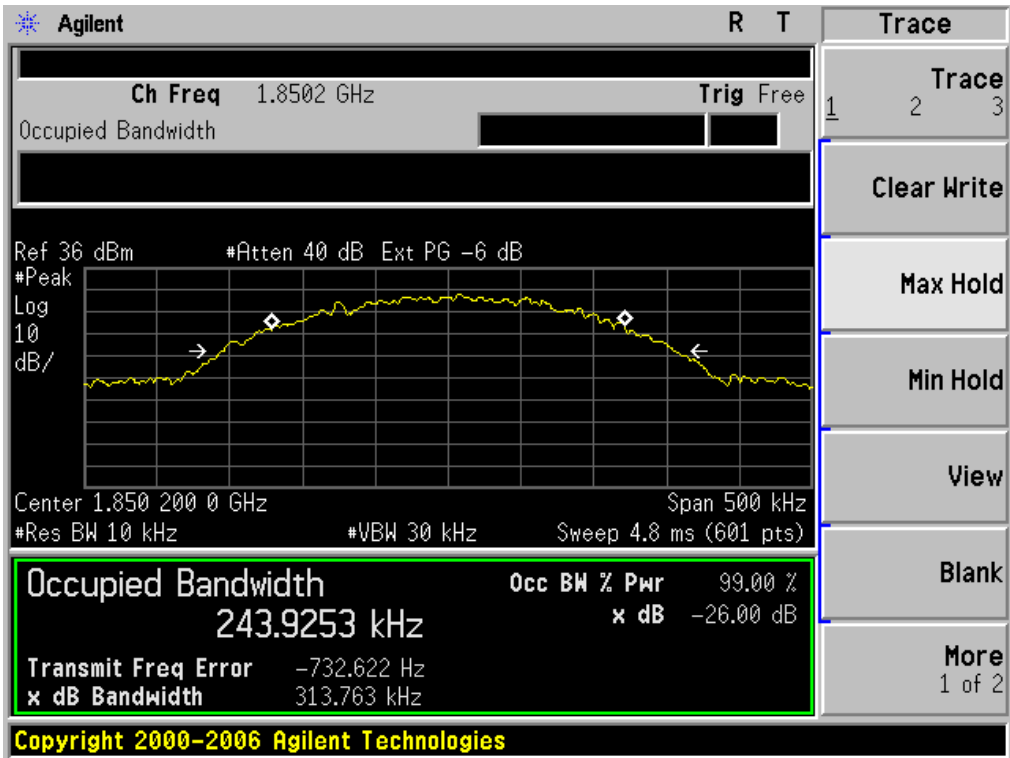 Agilent R T Trace
Ch Freq 1.8502 GHz Trig Free
Occupied Bandwidth
Trace
1 2 3
Clear Write
Ref 36 dBm #Atten 40 dB Ext PG -6 dB
#Peak
Log
10
dB/
Max Hold
Min Hold
View
Center 1.850 200 0 GHz Span 500 kHz
#Res BW 10 kHz #VBW 30 kHz Sweep 4.8 ms (601 pts)
Blank
Occupied Bandwidth Occ BW % Pwr 99.00 %
243.9253 kHz x dB -26.00 dB
Transmit Freq Error -732.622 Hz
x dB Bandwidth 313.763 kHz
More
1 of 2
Copyright 2000-2006 Agilent Technologies